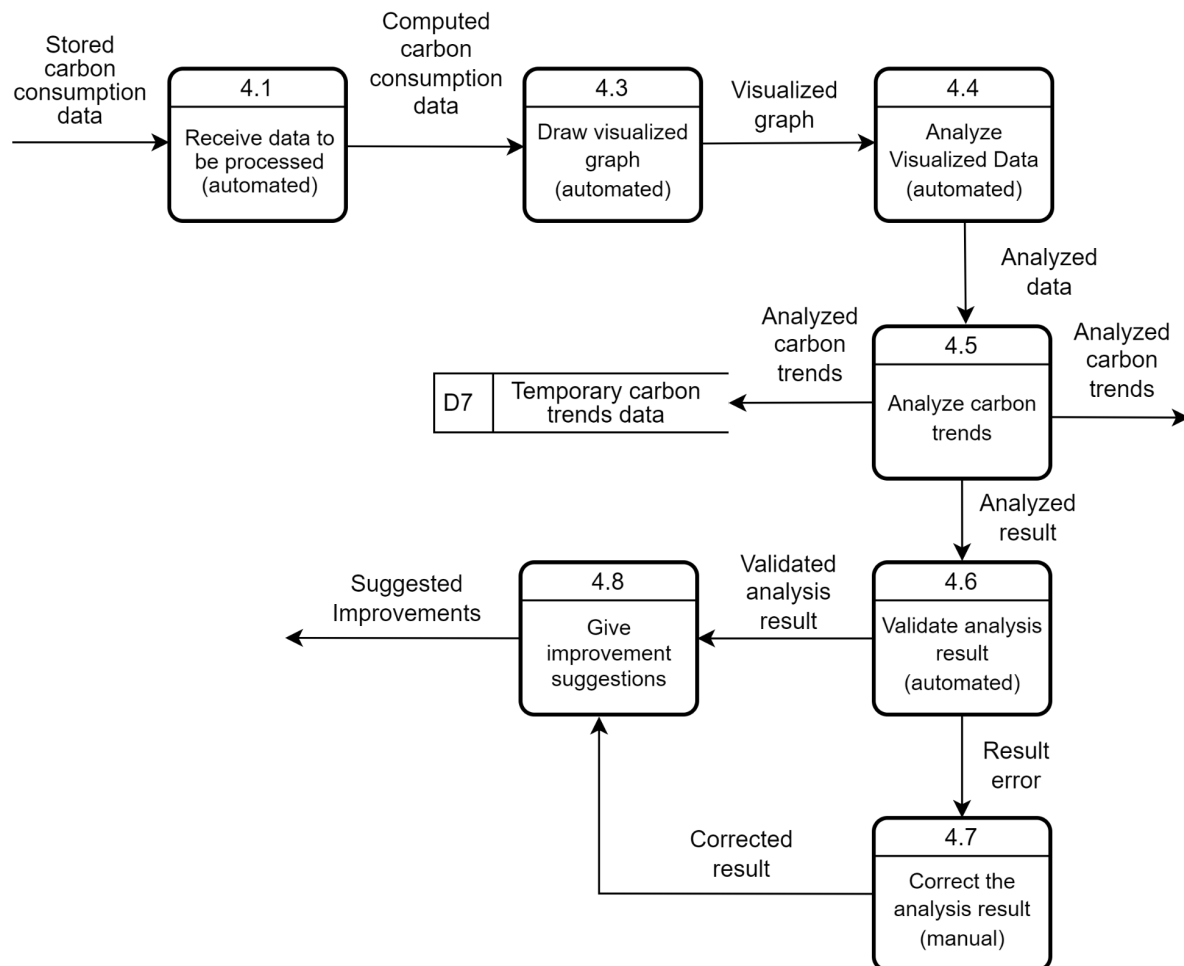 Stored
carbon
consumption
data
4.1
Receive data to
be processed
(automated)
Computed
carbon
consumption
data
4.3
Draw visualized
graph
(automated)
Visualized
graph
4.4
Analyze
Visualized Data
(automated)
Analyzed
data
Analyzed
carbon
trends
4.5
Analyze carbon
trends
Analyzed
carbon
trends
D7
Temporary carbon
trends data
Analyzed
result
4.6
Validate analysis
result
(automated)
Validated
analysis
result
4.8
Give
improvement
suggestions
Suggested
Improvements
Result
error
4.7
Correct the
analysis result
(manual)
Corrected
result